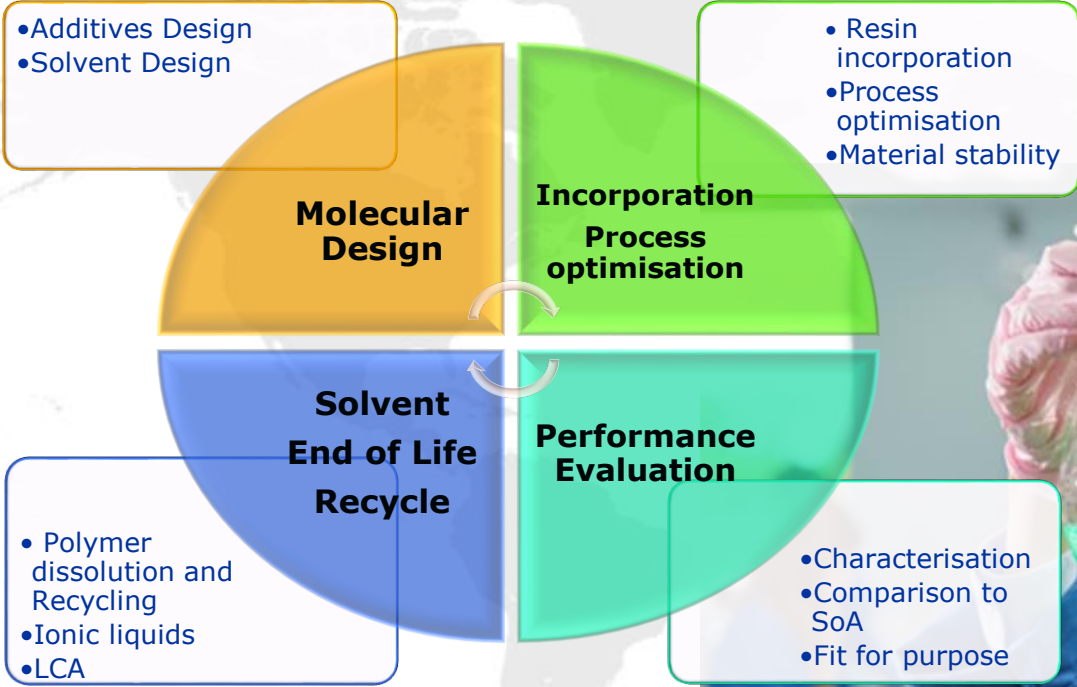 •Additives Design
•Solvent Design
• Resin
incorporation
•Process
optimisation
•Material stability
Molecular
Design
Incorporation
Process
optimisation
Solvent
End of Life
Recycle
Performance
Evaluation
• Polymer
dissolution and
Recycling
•Ionic liquids
•LCA
•Characterisation
•Comparison to
SoA
•Fit for purpose